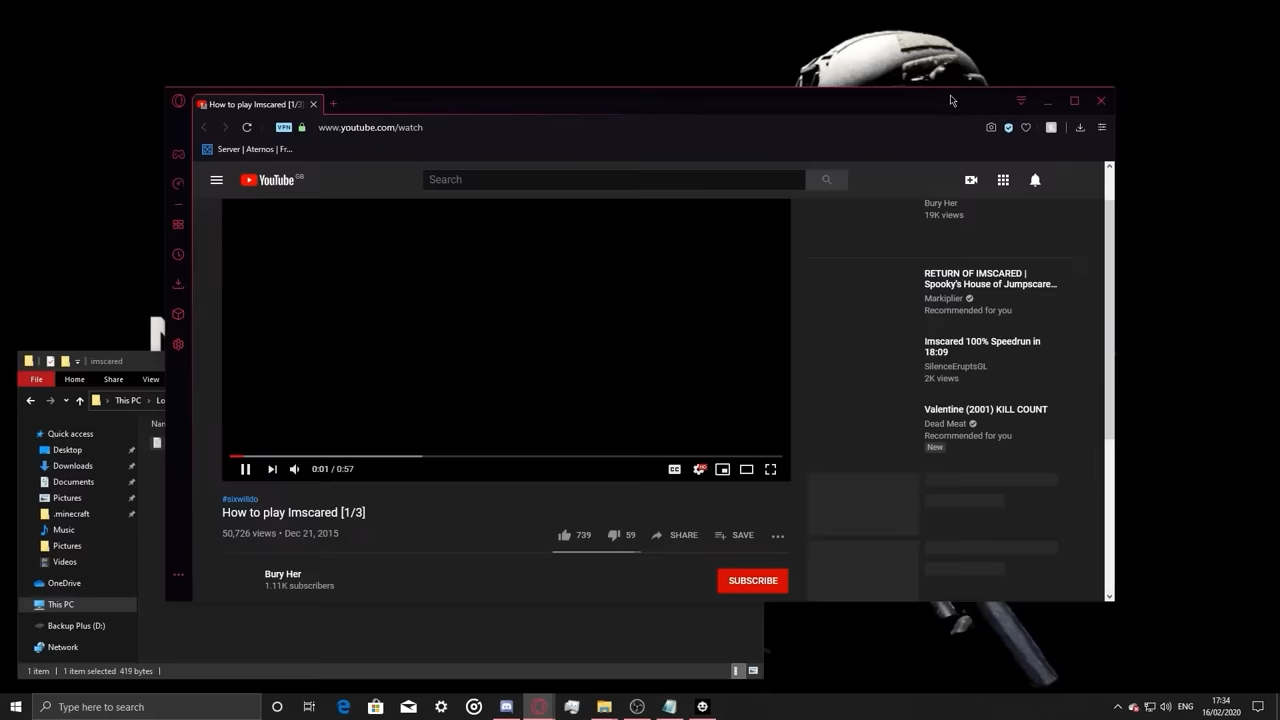 How to play Imscared [1/3]
VPN
www.youtube.com/watch
Server | Aternos | Fr...
YouTube GB
Search
Bury Her
19K views
RETURN OF IMSCARED |
Spooky's House of Jumpscare...
Markiplier
Recommended for you
Imscared 100% Speedrun in
18:09
SilenceEruptsGL
2K views
Valentine (2001) KILL COUNT
Dead Meat
Recommended for you
New
0:01 / 0:57
CC
HD
#sixwilldo
How to play Imscared [1/3]
50,726 views • Dec 21, 2015
739
59
SHARE
SAVE
Bury Her
1.11K subscribers
SUBSCRIBE
imscared
File
Home
Share
View
This PC
Lo
Nan
Quick access
Desktop
Downloads
Documents
Pictures
.minecraft
Music
Pictures
Videos
OneDrive
This PC
Backup Plus (D:)
Network
1 item
1 item selected 419 bytes
Type here to search
ENG
17:34
16/02/2020